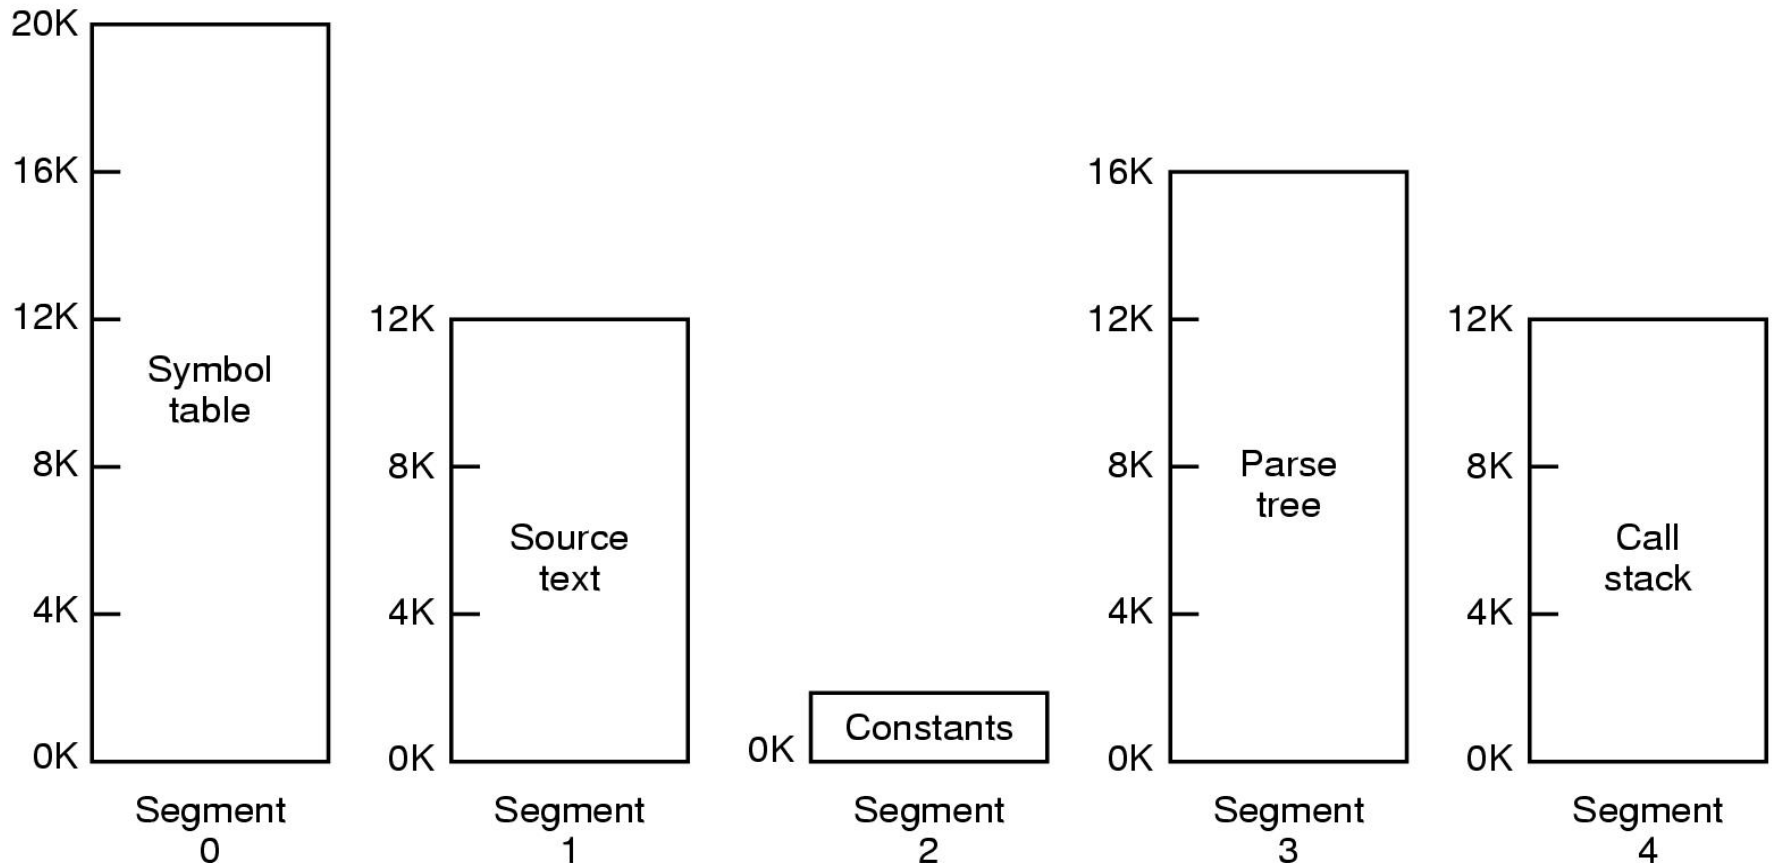 20K
16K
12K
8K
4K
0K
Symbol
table
Segment
0
12K
8K
4K
0K
Source
text
Segment
1
0K
Constants
Segment
2
16K
12K
8K
4K
0K
Parse
tree
Segment
3
12K
8K
4K
0K
Call
stack
Segment
4